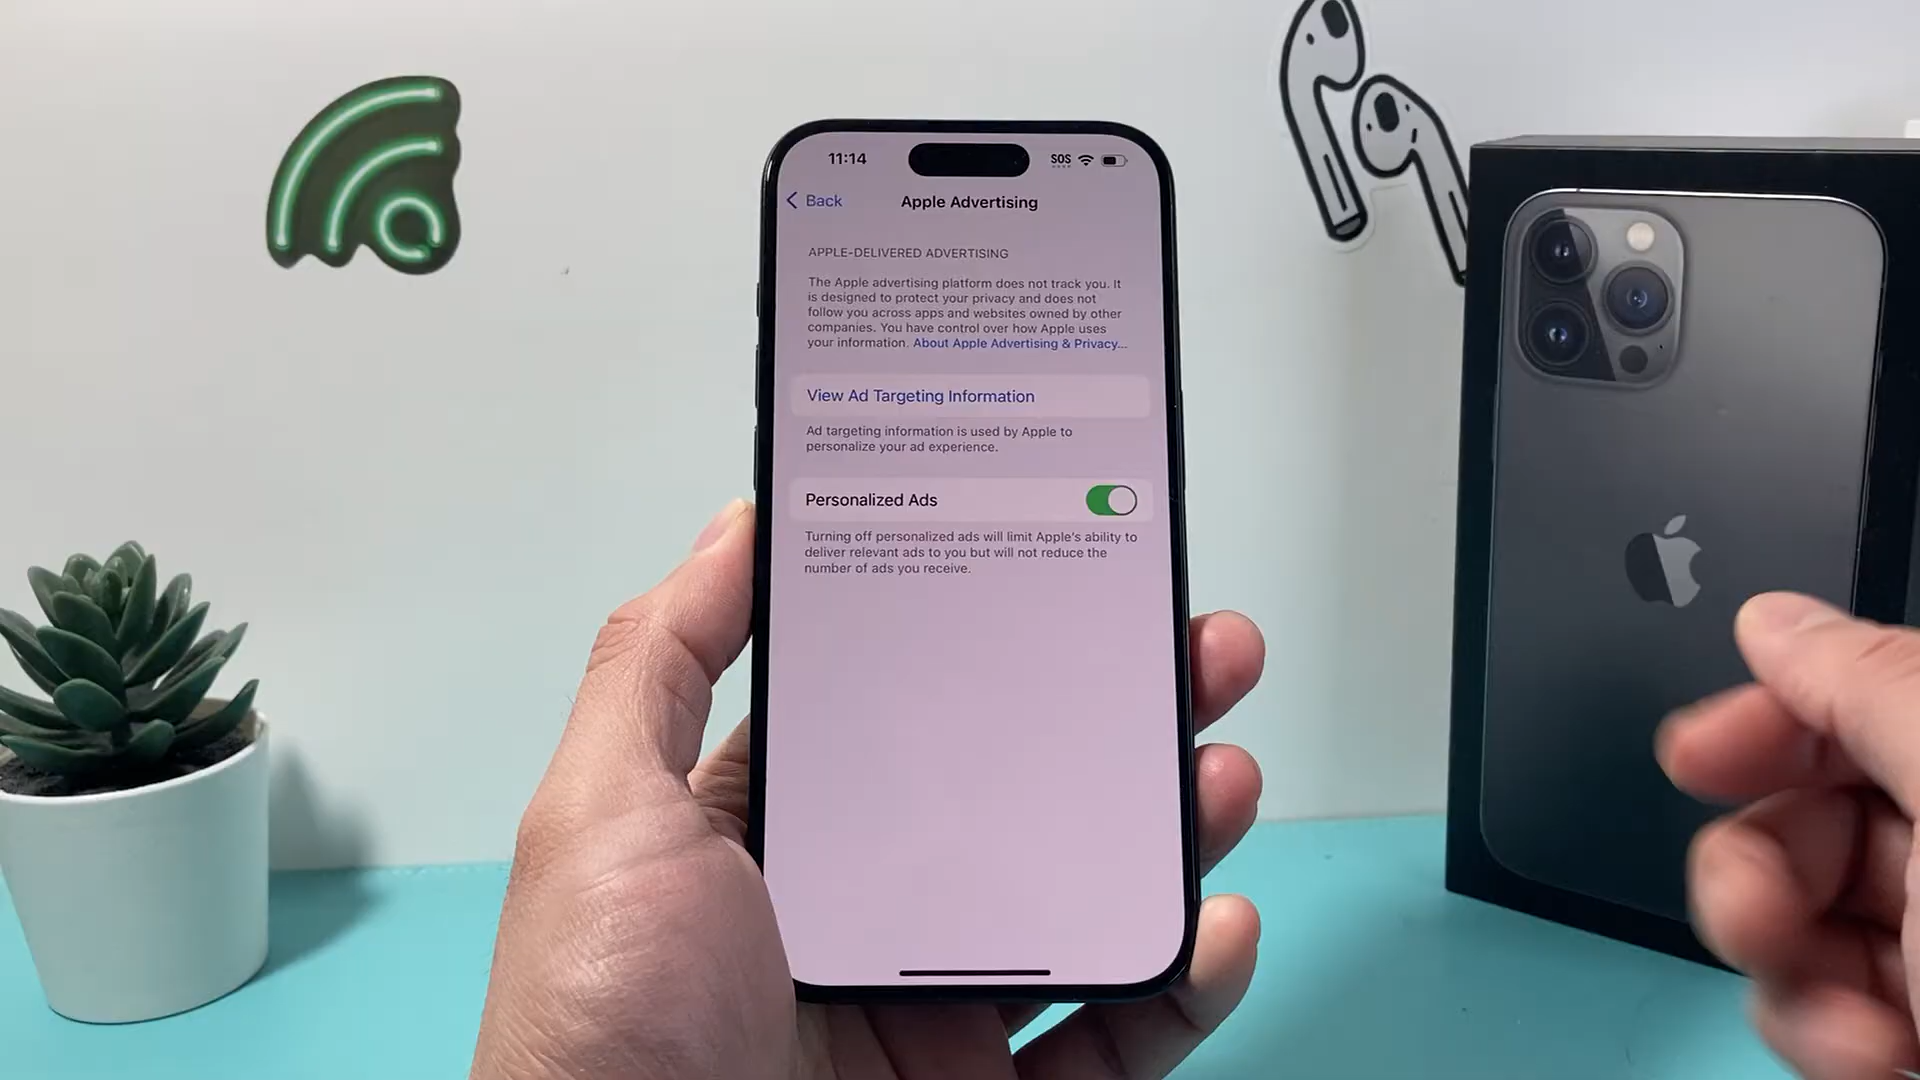 11:14 SOS
Back Apple Advertising
APPLE-DELIVERED ADVERTISING
The Apple advertising platform does not track you. It
is designed to protect your privacy and does not
follow you across apps and websites owned by other
companies. You have control over how Apple uses
your information. About Apple Advertising & Privacy...
View Ad Targeting Information
Ad targeting information is used by Apple to
personalize your ad experience.
Personalized Ads
Turning off personalized ads will limit Apple's ability to
deliver relevant ads to you but will not reduce the
number of ads you receive.